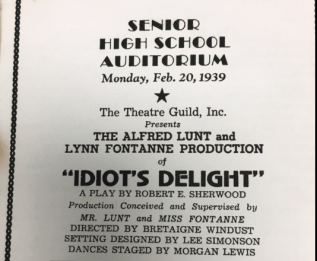 SENIOR
HIGH SCHOOL
AUDITORIUM
Monday, Feb. 20, 1939
The Theatre Guild, Inc.
Presents
THE ALFRED LUNT and
LYNN FONTANNE PRODUCTION
of
"IDIOT'S DELIGHT"
A PLAY BY ROBERT E. SHERWOOD
Production Conceived and Supervised by
MR. LUNT and MISS FONTANNE
DIRECTED BY BRETAIGNE WINDUST
SETTING DESIGNED BY LEE SIMONSON
DANCES STAGED BY MORGAN LEWIS